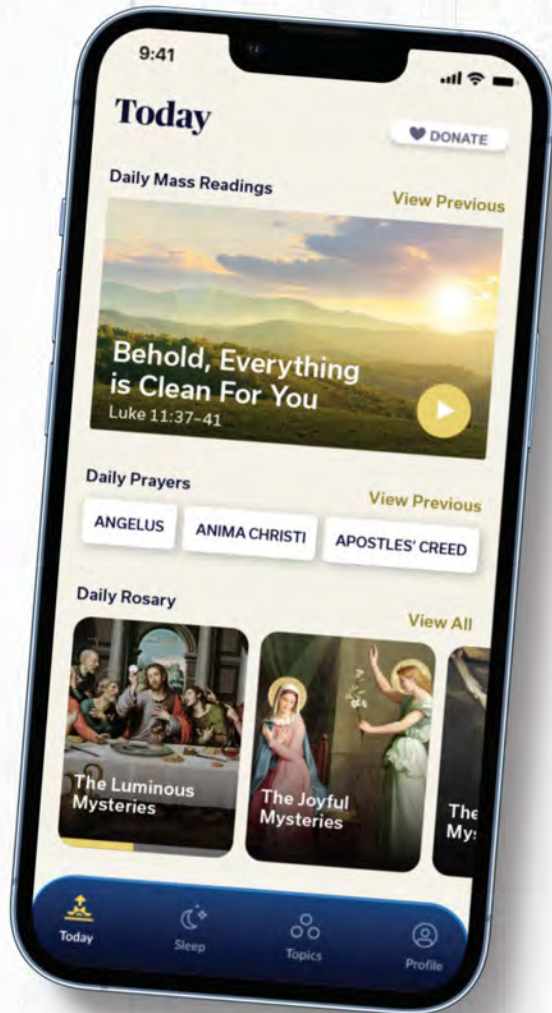 9:41
Today
DONATE
Daily Mass Readings
View Previous
Behold, Everything
is Clean For You
Luke 11:37–41
Daily Prayers
View Previous
ANGELUS
ANIMA CHRISTI
APOSTLES' CREED
Daily Rosary
View All
The Luminous
Mysteries
The Joyful
Mysteries
The
Mys
Today
Sleep
Topics
Profile